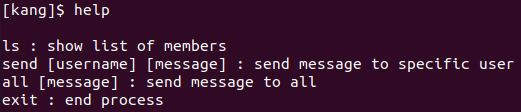 [kang]$ help
ls : show list of members
send [username] [message] : send message to specific user
all [message] : send message to all
exit : end process